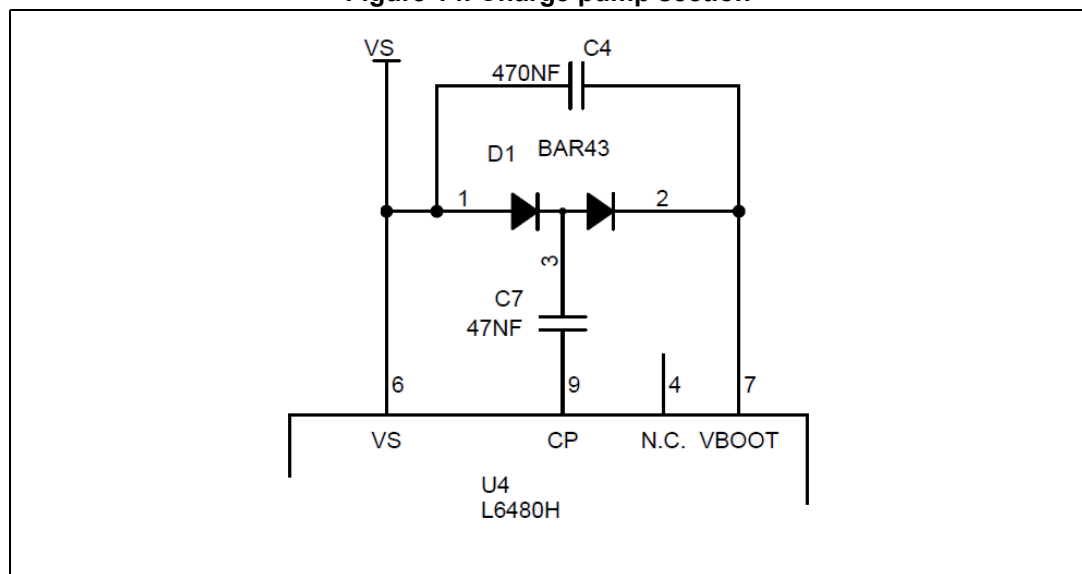 VS
C4
470NF
D1 BAR43
1
2
3
C7
47NF
6
9
4
7
VS
CP
N.C.
VBOOT
U4
L6480H